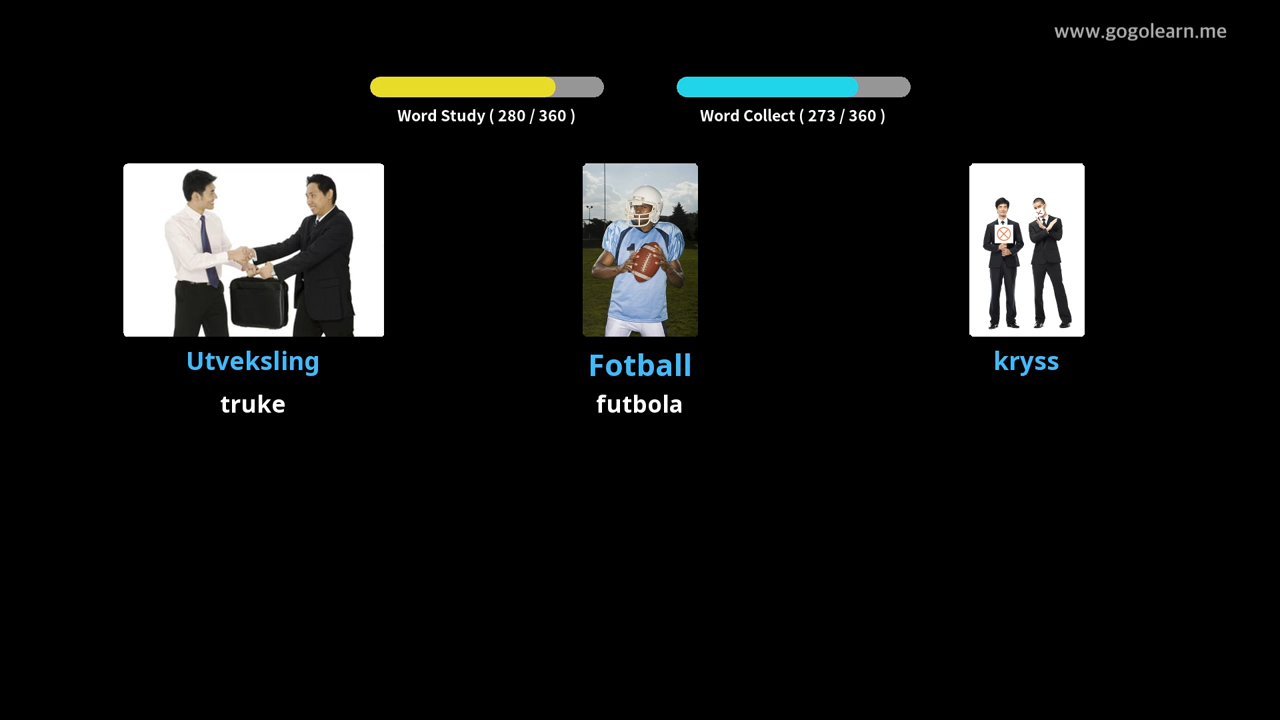 www.gogolearn.me
Word Study ( 280 / 360 )
Word Collect ( 273 / 360 )
Utveksling
Fotball
kryss
truke
futbola